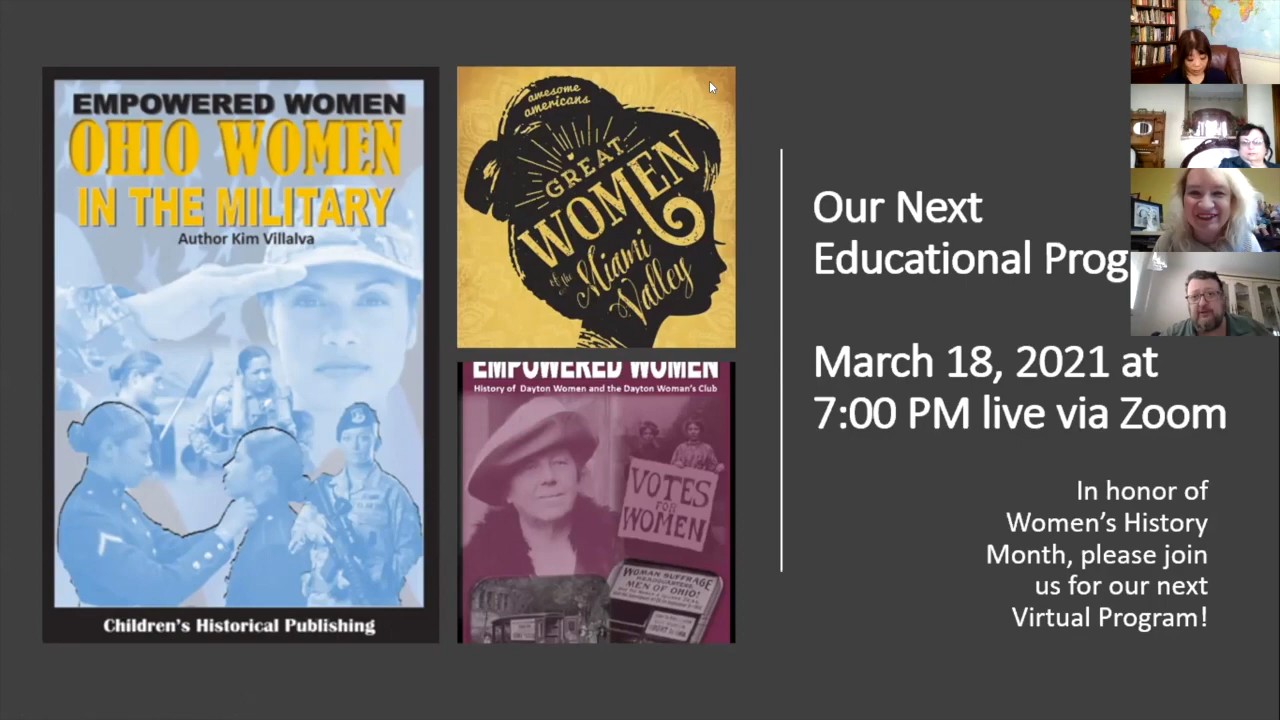 EMPOWERED WOMEN
OHIO WOMEN
IN THE MILITARY
Author Kim Villalva
Children's Historical Publishing
awesome
americans
GREAT
WOMEN
of the Miami
Valley
EMPOWERED WOMEN
History of Dayton Women and the Dayton Woman's Club
VOTES
FOR
WOMEN
WOMAN SUFFRAGE
HEADQUARTERS
MEN OF OHIO!
Our Next
Educational Prog
March 18, 2021 at
7:00 PM live via Zoom
In honor of
Women's History
Month, please join
us for our next
Virtual Program!